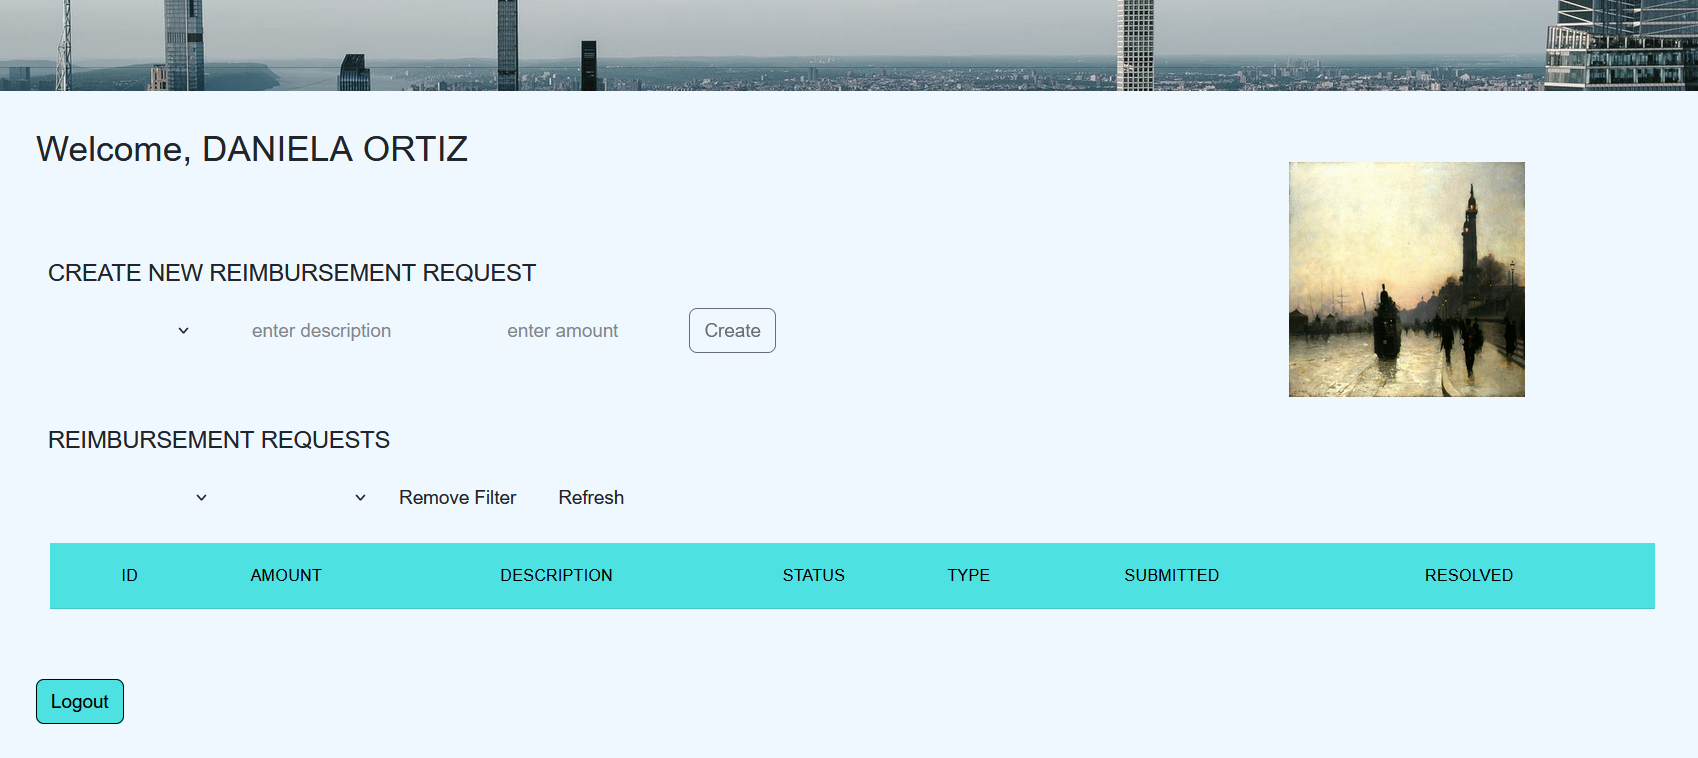 Welcome, DANIELA ORTIZ
CREATE NEW REIMBURSEMENT REQUEST
enter description enter amount Create
REIMBURSEMENT REQUESTS
Remove Filter Refresh
ID AMOUNT DESCRIPTION STATUS TYPE SUBMITTED RESOLVED
Logout